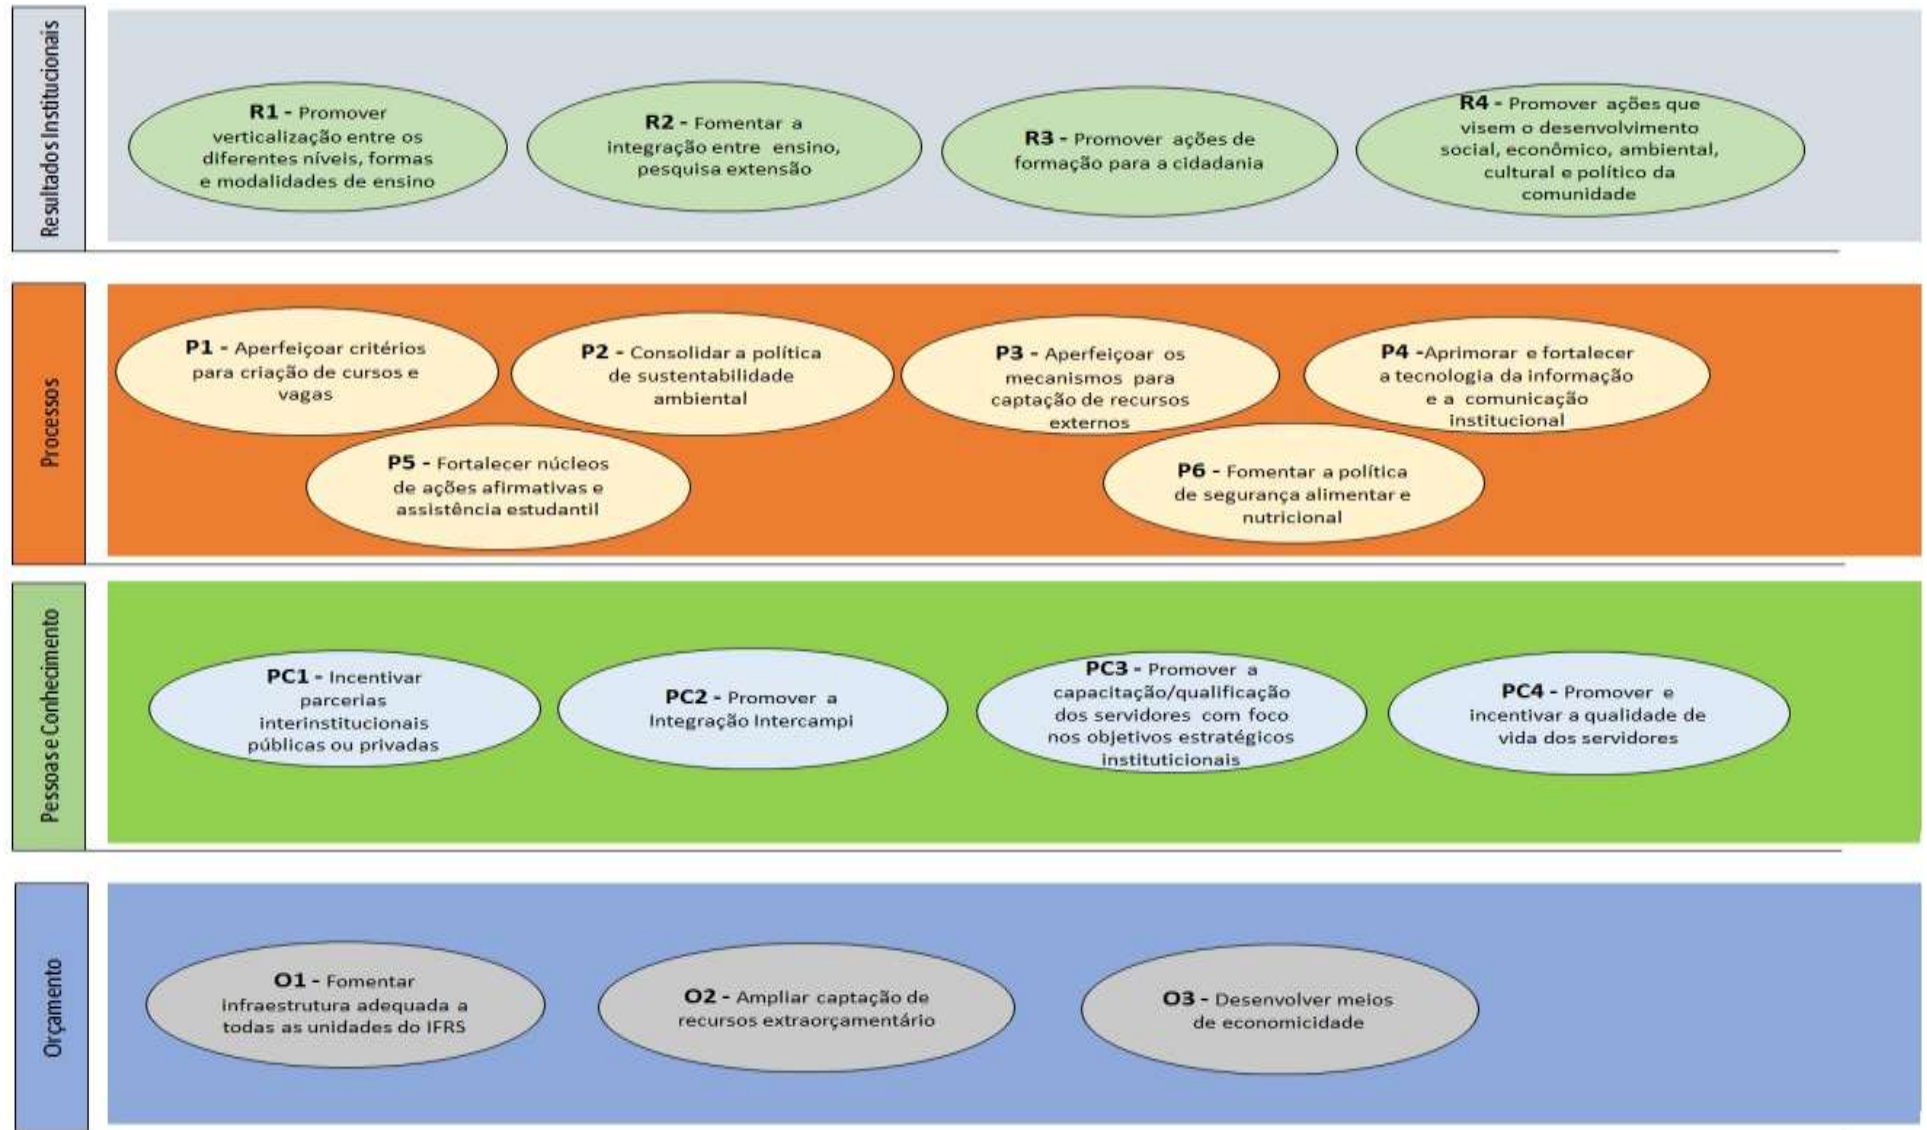 Resultados Institucionais
R1 - Promover
verticalização entre os
diferentes níveis, formas
e modalidades de ensino
R2 - Fomentar a
integração entre ensino,
pesquisa extensão
R3 - Promover ações de
formação para a cidadania
R4 - Promover ações que
visem o desenvolvimento
social, econômico, ambiental,
cultural e político da
comunidade
Processos
P1 - Aperfeiçoar critérios
para criação de cursos e
vagas
P2 - Consolidar a política
de sustentabilidade
ambiental
P3 - Aperfeiçoar os
mecanismos para
captação de recursos
externos
P4 -Aprimorar e fortalecer
a tecnologia da informação
e a comunicação
institucional
P5 - Fortalecer núcleos
de ações afirmativas e
assistência estudantil
P6 - Fomentar a política
de segurança alimentar e
nutricional
Pessoas e Conhecimento
PC1 - Incentivar
parcerias
interinstitucionais
públicas ou privadas
PC2 - Promover a
Integração Intercampi
PC3 - Promover a
capacitação/qualificação
dos servidores com foco
nos objetivos estratégicos
instituticionais
PC4 - Promover e
incentivar a qualidade de
vida dos servidores
Orçamento
O1 - Fomentar
infraestrutura adequada a
todas as unidades do IFRS
O2 - Ampliar captação de
recursos extraorçamentário
O3 - Desenvolver meios
de economicidade